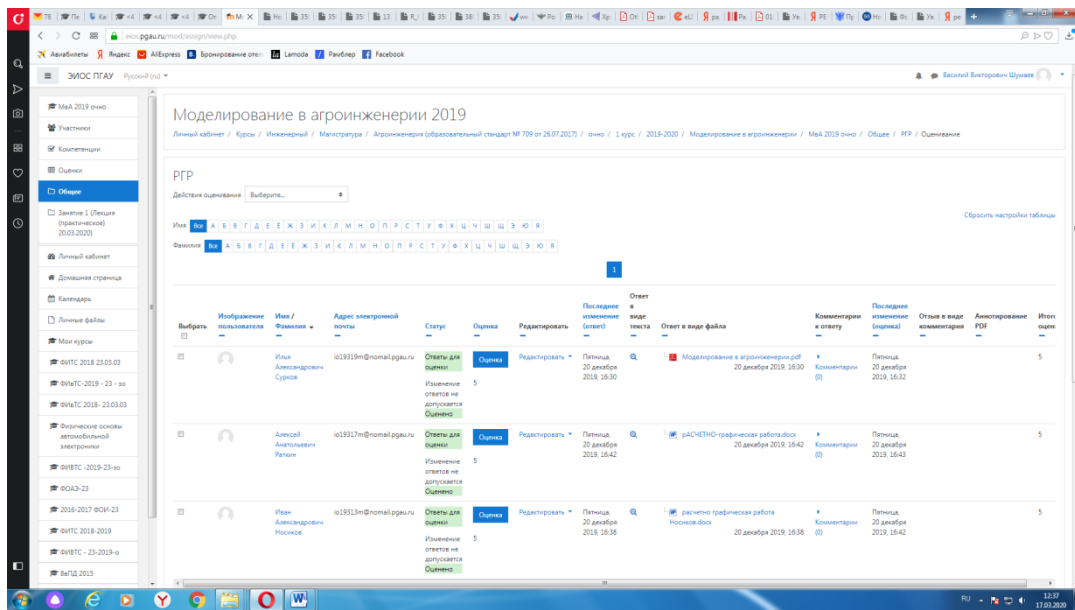 eios.pgau.ru/mod/assign/view.php
Авиабилеты Яндекс AliExpress Бронирование отел Lamoda Рамблер Facebook
ЭИОС ПГАУ Русский (ru)
Василий Викторович Шумаев
МвА 2019 очно
Участники
Компетенции
Оценки
Общее
Занятие 1 (Лекция
(практическое)
20.03.2020)
Личный кабинет
Домашняя страница
Календарь
Личные файлы
Мои курсы
ФИТС 2018 23.03.03
ФИвТС-2019 - 23 - зо
ФИвТС 2018- 23.03.03
Физические основы
автомобильной
электроники
ФИВТС -2019-23-зо
ФОАЭ-23
2016-2017 ФОИ-23
ФИТС 2018-2019
ФИВТС - 23-2019-о
ВеПД 2015
Моделирование в агроинженерии 2019
Личный кабинет / Курсы / Инженерный / Магистратура / Агроинженерия (образовательный стандарт № 709 от 26.07.2017) / очно / 1 курс / 2019-2020 / Моделирование в агроинженерии / МвА 2019 очно / Общее / РГР / Оценивание
РГР
Действия оценивания Выберите...
Сбросить настройки таблицы
Имя Все А Б В Г Д Е Ё Ж З И К Л М Н О П Р С Т У Ф Х Ц Ч Ш Щ Э Ю Я
Фамилия Все А Б В Г Д Е Ё Ж З И К Л М Н О П Р С Т У Ф Х Ц Ч Ш Щ Э Ю Я
1
Выбрать
Изображение
пользователя
Имя /
Фамилия
Адрес электронной
почты
Статус
Оценка
Редактировать
Последнее
изменение
(ответ)
Ответ
в
виде
текста
Ответ в виде файла
Комментарии
к ответу
Последнее
изменение
(оценка)
Отзыв в виде
комментария
Аннотирование
PDF
Итого
оцен
Илья
Александрович
Сурков
io19319m@nomail.pgau.ru
Ответы для
оценки
Изменение
ответов не
допускается
Оценено
Оценка
5
Редактировать
Пятница,
20 декабря
2019, 16:30
Моделирование в агроинженерии.pdf
20 декабря 2019, 16:30
Комментарии
(0)
Пятница,
20 декабря
2019, 16:32
5
Алексей
Анатольевич
Рапкин
io19317m@nomail.pgau.ru
Ответы для
оценки
Изменение
ответов не
допускается
Оценено
Оценка
5
Редактировать
Пятница,
20 декабря
2019, 16:42
рАСЧЕТНО-графическая работа.docx
20 декабря 2019, 16:42
Комментарии
(0)
Пятница,
20 декабря
2019, 16:43
5
Иван
Александрович
Носиков
io19313m@nomail.pgau.ru
Ответы для
оценки
Изменение
ответов не
допускается
Оценено
Оценка
5
Редактировать
Пятница,
20 декабря
2019, 16:38
расчетно графическая работа
Носиков.docx
20 декабря 2019, 16:38
Комментарии
(0)
Пятница,
20 декабря
2019, 16:42
5
RU
12:37
17.03.2020